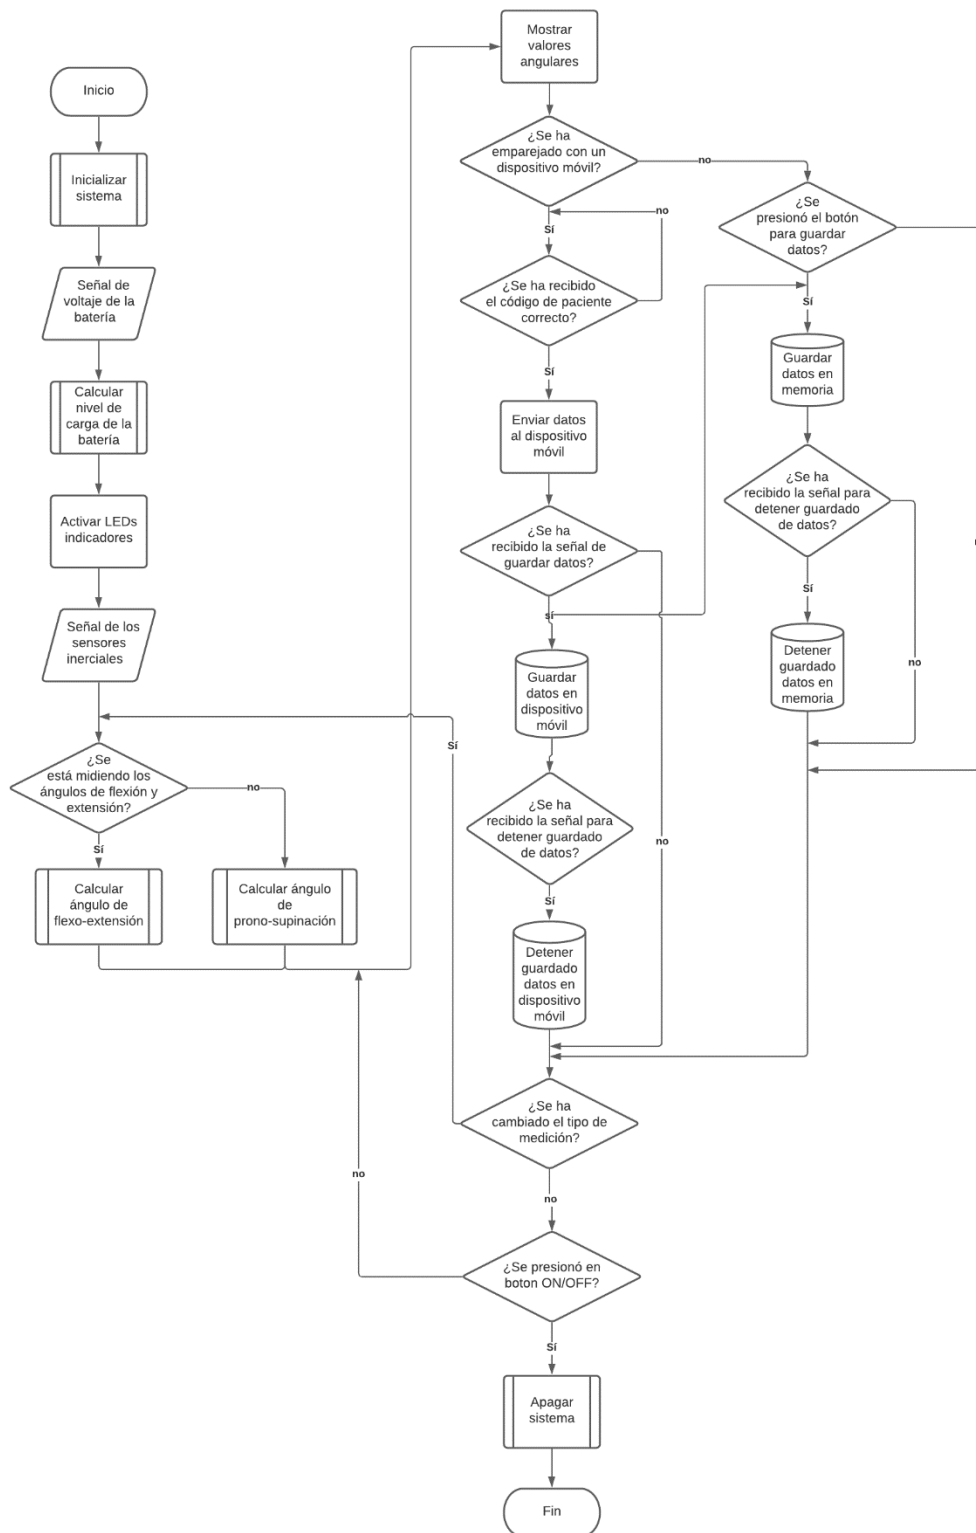 Inicio
Inicializar
sistema
Señal de
voltaje de la
batería
Calcular
nivel de
carga de la
batería
Activar LEDs
indicadores
Señal de los
sensores
inerciales
¿Se
está midiendo los
ángulos de flexión y
extensión?
no
Sí
Calcular
ángulo de
flexo-extensión
Calcular ángulo
de
prono-supinación
Mostrar
valores
angulares
¿Se ha
emparejado con un
dispositivo móvil?
no
Sí
no
¿Se ha recibido
el código de paciente
correcto?
Sí
Enviar datos
al dispositivo
móvil
¿Se ha
recibido la señal de
guardar datos?
sí
no
Guardar
datos en
dispositivo
móvil
¿Se ha
recibido la señal para
detener guardado
de datos?
Sí
Detener
guardado
datos en
dispositivo
móvil
¿Se
presionó el botón
para guardar
datos?
Sí
Guardar
datos en
memoria
¿Se ha
recibido la señal para
detener guardado
de datos?
Sí
no
Detener
guardado
datos en
memoria
¿Se ha
cambiado el tipo de
medición?
Sí
no
¿Se presionó en
boton ON/OFF?
no
Sí
Apagar
sistema
Fin